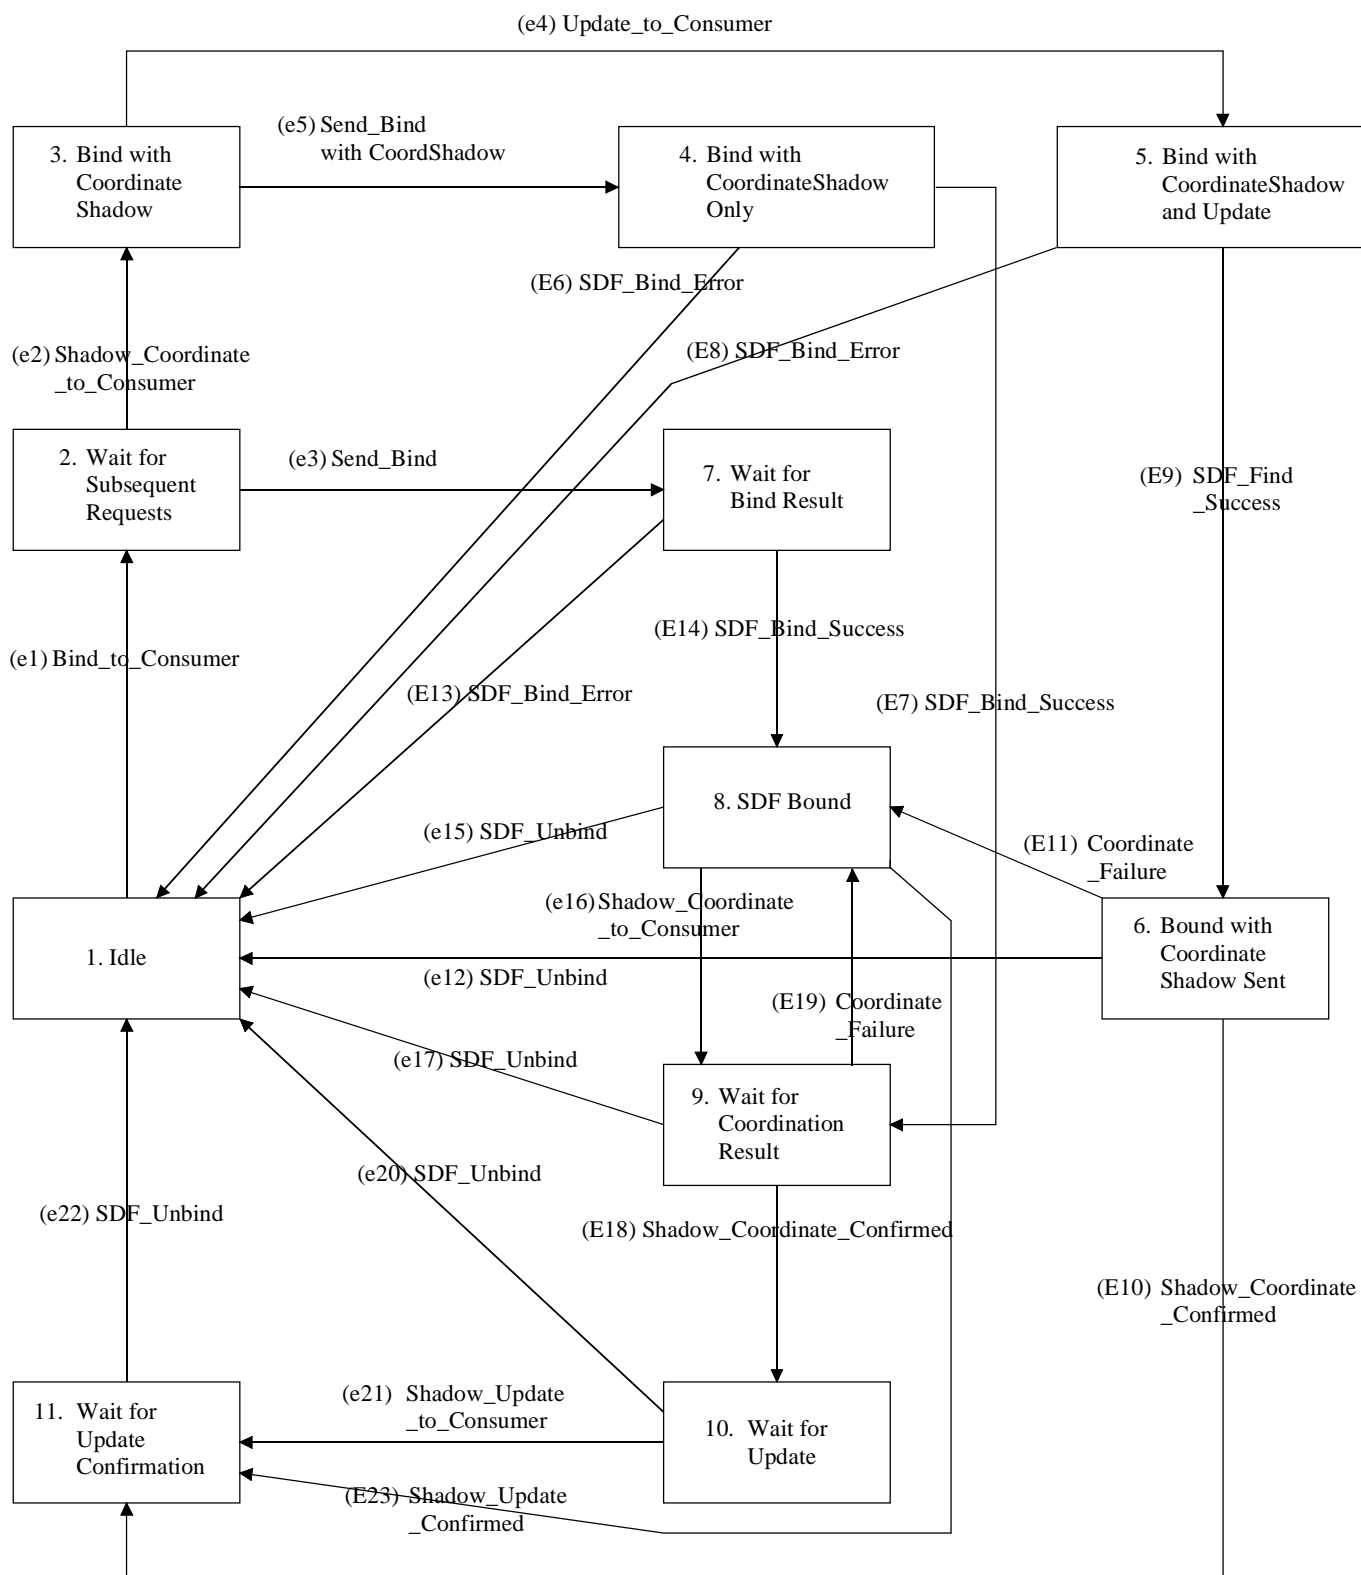 (e4) Update_to_Consumer
(e5) Send_Bind
with CoordShadow
3. Bind with
Coordinate
Shadow
4. Bind with
CoordinateShadow
Only
5. Bind with
CoordinateShadow
and Update
(E6) SDF_Bind_Error
(e2) Shadow_Coordinate
_to_Consumer
(E8) SDF_Bind_Error
2. Wait for
Subsequent
Requests
(e3) Send_Bind
7. Wait for
Bind Result
(E9) SDF_Find
_Success
(e1) Bind_to_Consumer
(E14) SDF_Bind_Success
(E13) SDF_Bind_Error
(E7) SDF_Bind_Success
8. SDF Bound
(e15) SDF_Unbind
(E11) Coordinate
_Failure
(e16) Shadow_Coordinate
_to_Consumer
1. Idle
6. Bound with
Coordinate
Shadow Sent
(e12) SDF_Unbind
(E19) Coordinate
_Failure
(e17) SDF_Unbind
9. Wait for
Coordination
Result
(e20) SDF_Unbind
(e22) SDF_Unbind
(E18) Shadow_Coordinate_Confirmed
(E10) Shadow_Coordinate
_Confirmed
11. Wait for
Update
Confirmation
(e21) Shadow_Update
_to_Consumer
10. Wait for
Update
(E23) Shadow_Update
_Confirmed